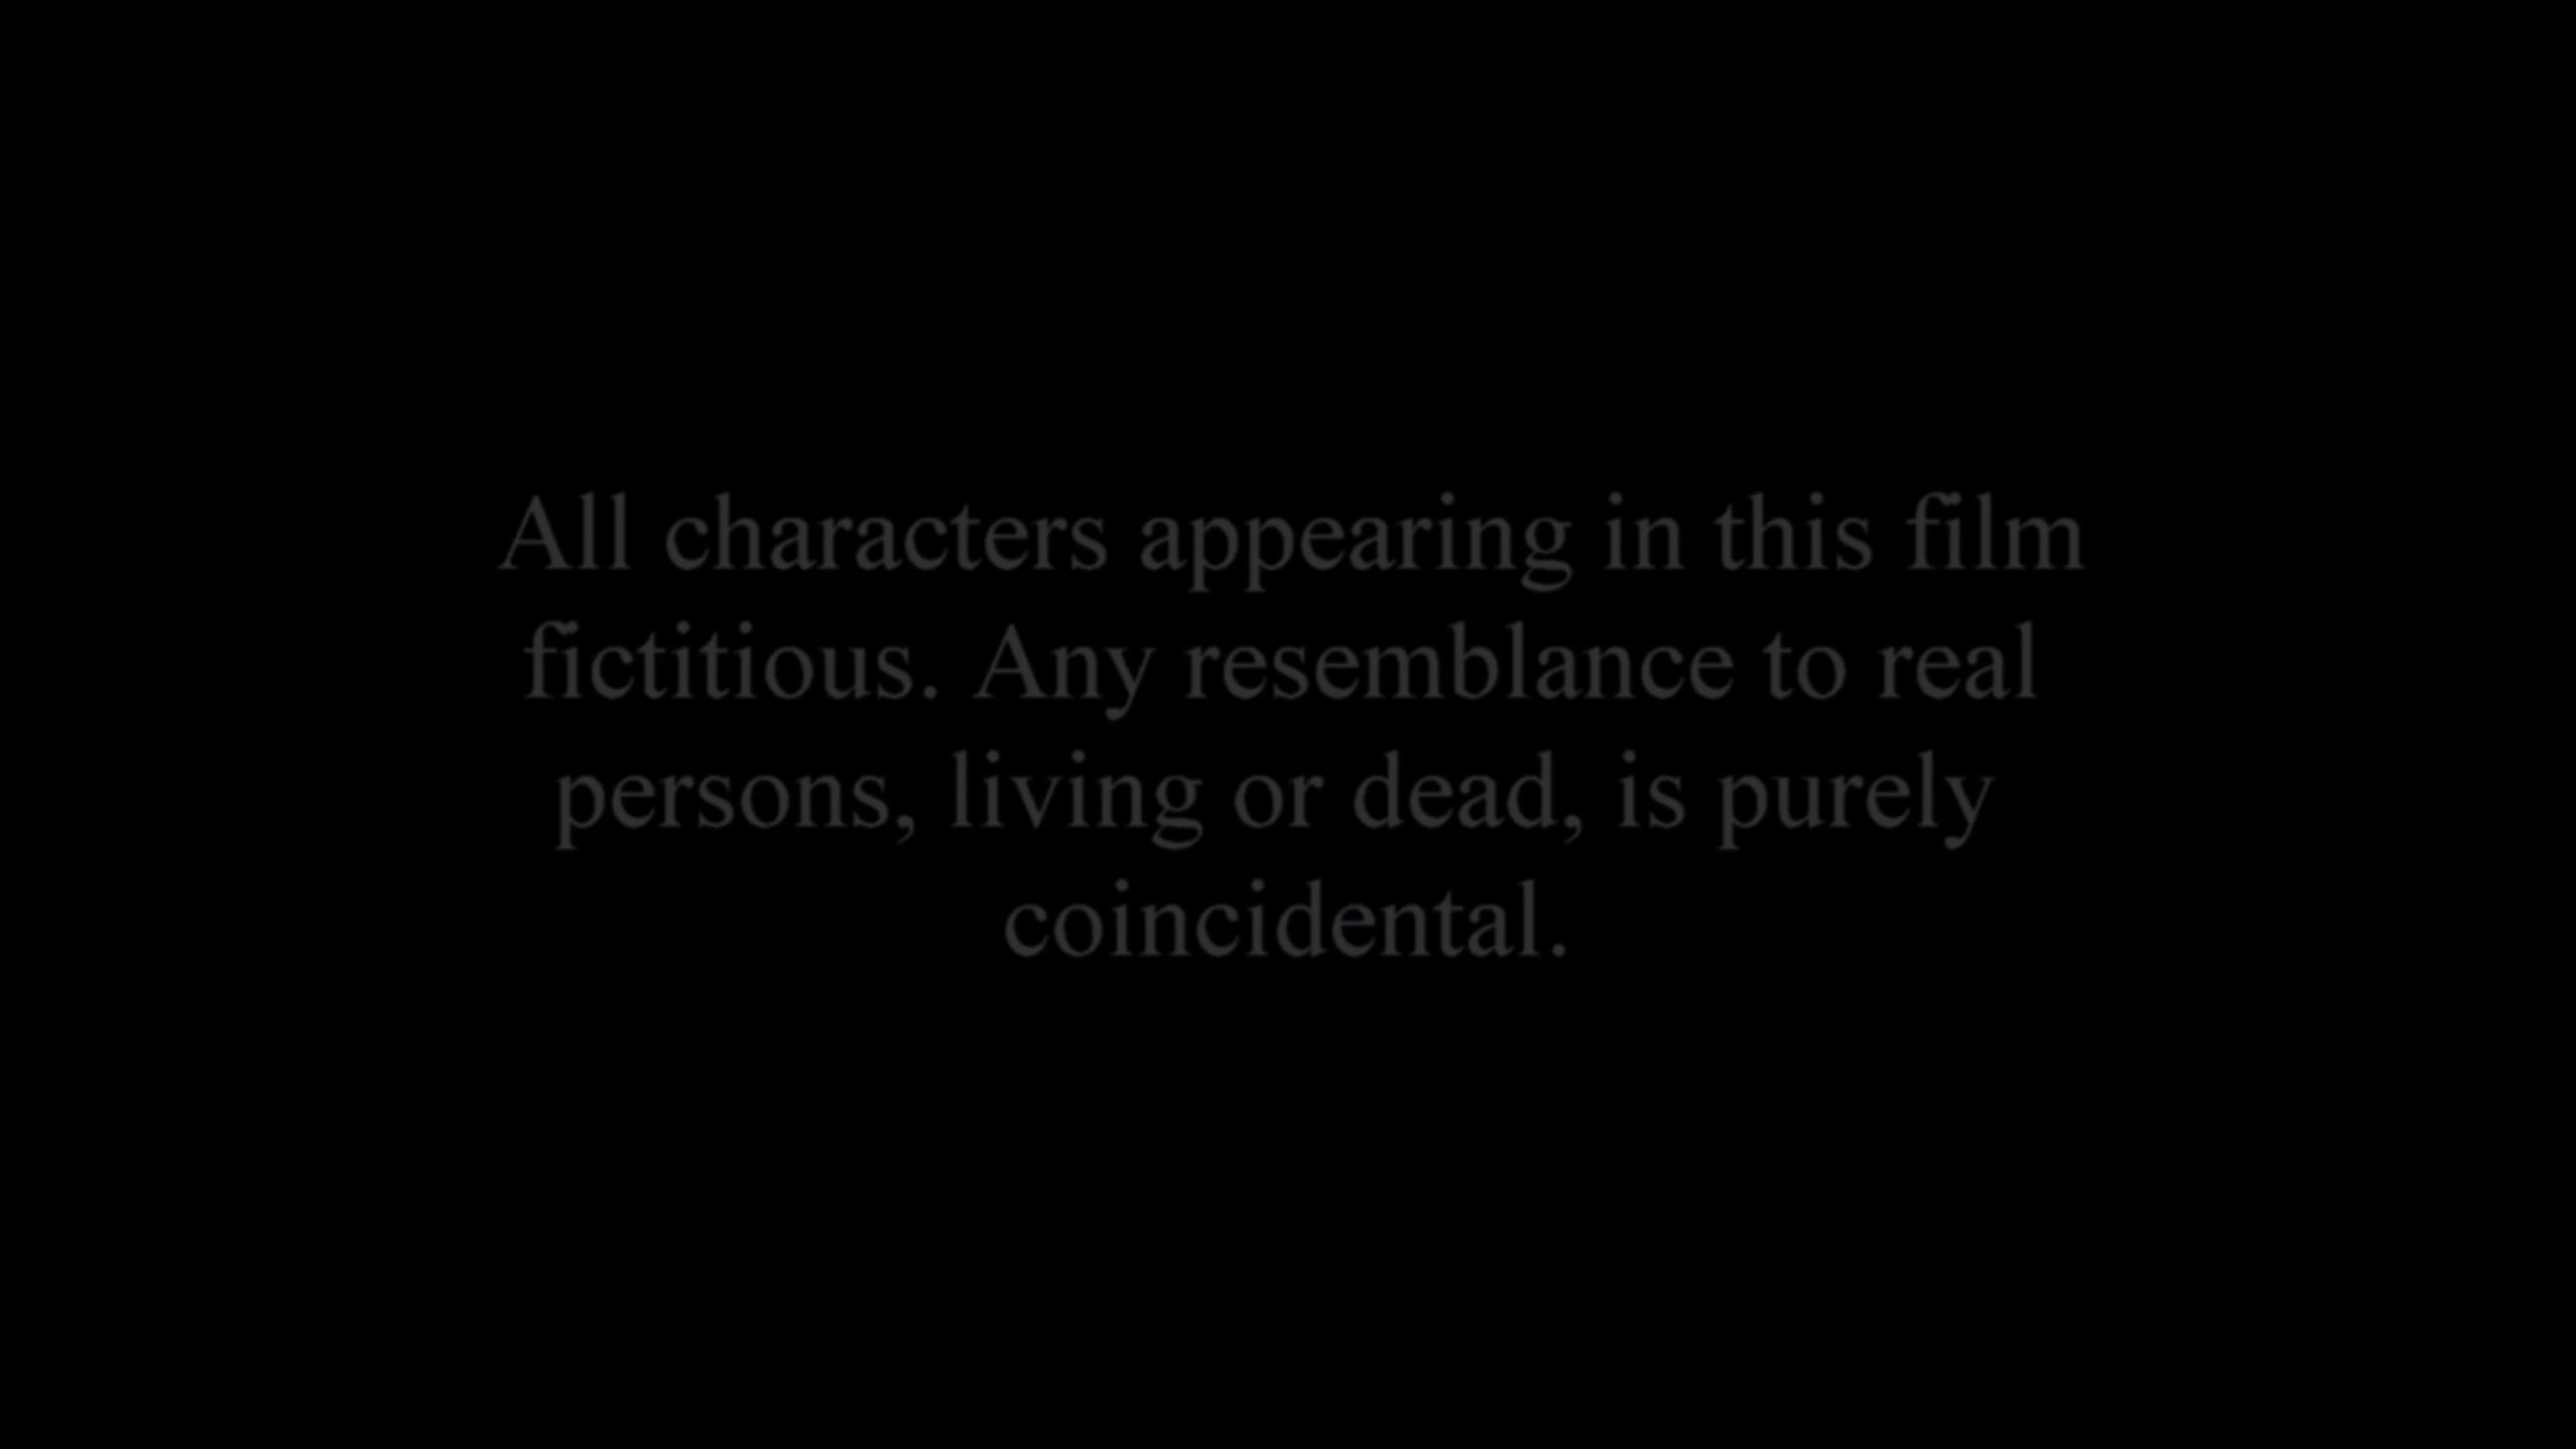 All characters appearing in this film
fictitious. Any resemblance to real
persons, living or dead, is purely
coincidental.